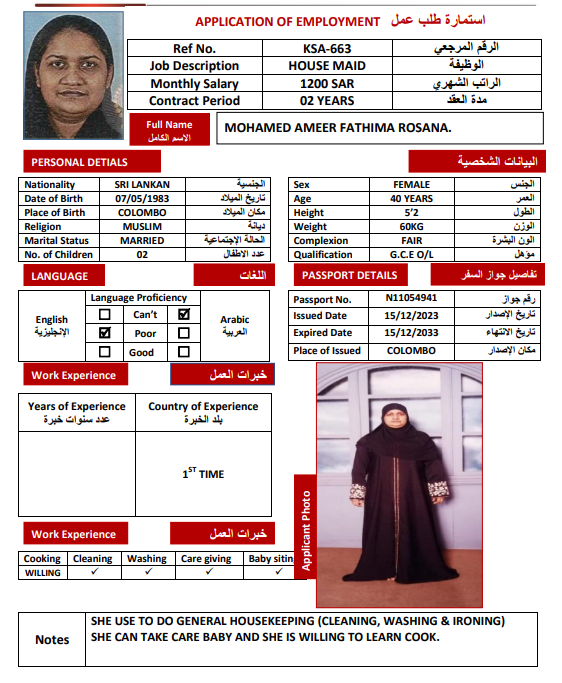 APPLICATION OF EMPLOYMENT استمارة طلب عمل
Ref No. KSA-663 الرقم المرجعي
Job Description HOUSE MAID الوظيفة
Monthly Salary 1200 SAR الراتب الشهري
Contract Period 02 YEARS مدة العقد
Full Name
الإسم الكامل
MOHAMED AMEER FATHIMA ROSANA.
PERSONAL DETIALS البيانات الشخصية
Nationality SRI LANKAN الجنسية
Date of Birth 07/05/1983 تاريخ الميلاد
Place of Birth COLOMBO مكان الميلاد
Religion MUSLIM ديانة
Marital Status MARRIED الحالة الإجتماعية
No. of Children 02 عدد الاطفال
Sex FEMALE الجنس
Age 40 YEARS العمر
Height 5'2 الطول
Weight 60KG الوزن
Complexion FAIR الون البشرة
Qualification G.C.E O/L مؤهل
LANGUAGE اللغات
Language Proficiency
English
الإنجليزية
Can't
Poor
Good
Arabic
العربية
PASSPORT DETAILS تفاصيل جواز السفر
Passport No. N11054941 رقم جواز
Issued Date 15/12/2023 تاريخ الإصدار
Expired Date 15/12/2033 تاريخ الانتهاء
Place of Issued COLOMBO مكان الإصدار
Work Experience خبرات العمل
Years of Experience
عدد سنوات خبرة
Country of Experience
بلد الخبرة
1ST TIME
Applicant Photo
Work Experience خبرات العمل
Cooking Cleaning Washing Care giving Baby sitin
WILLING ✓ ✓ ✓ ✓
Notes
SHE USE TO DO GENERAL HOUSEKEEPING (CLEANING, WASHING & IRONING)
SHE CAN TAKE CARE BABY AND SHE IS WILLING TO LEARN COOK.